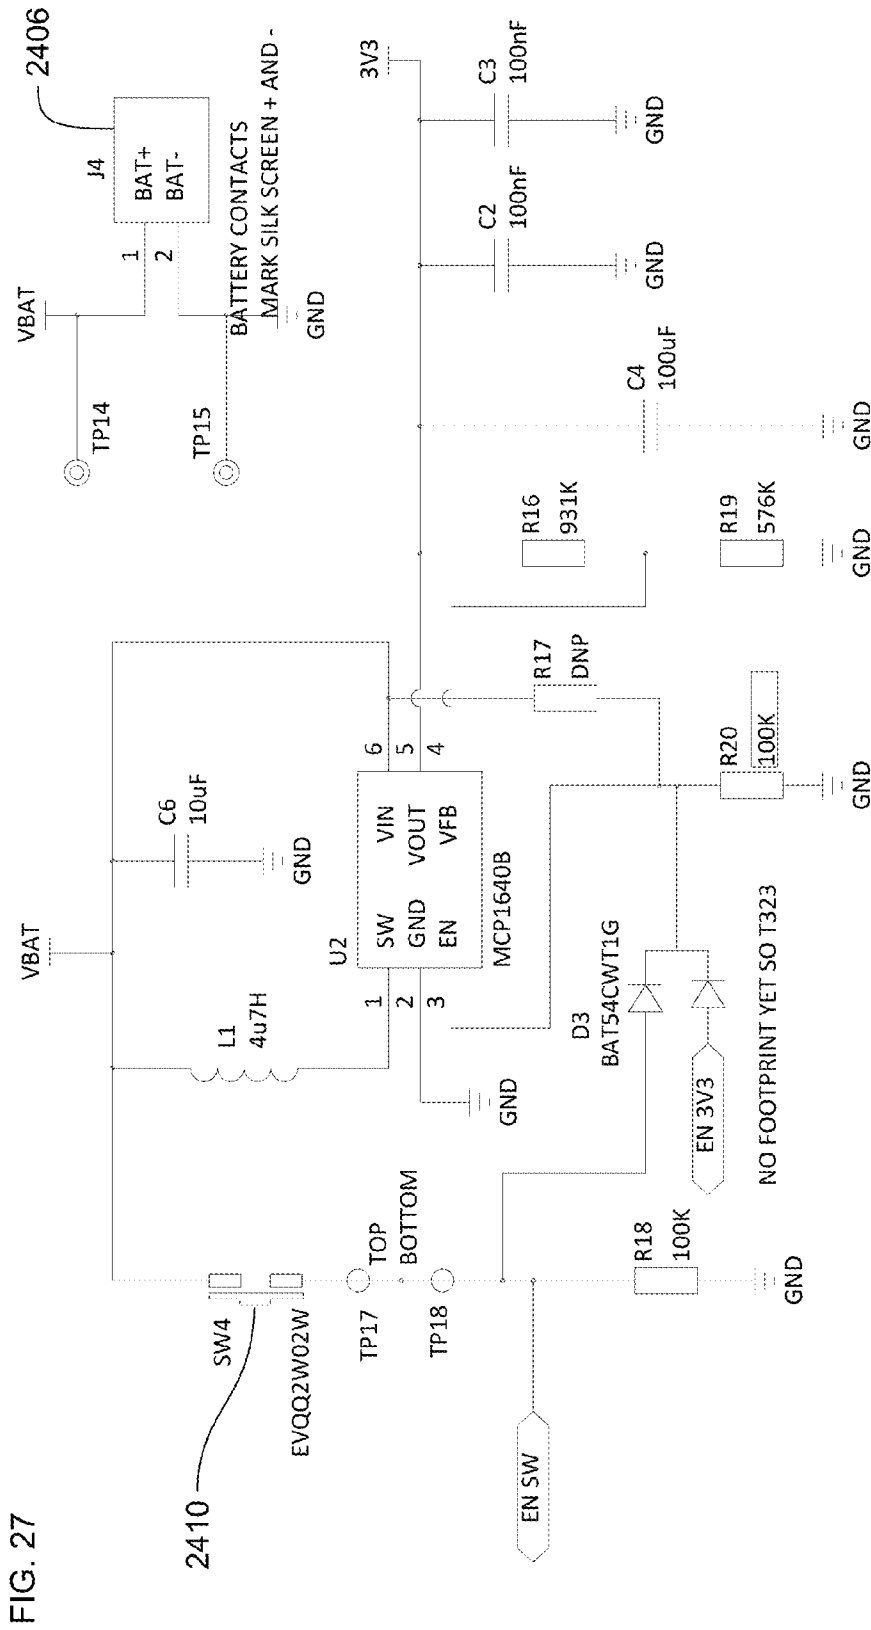 FIG. 27
2410
SW4
EVQQ2W02W
TP17
TOP
BOTTOM
TP18
EN SW
R18
100K
GND
VBAT
L1
4u7H
GND
C6
10uF
GND
U2
1
2
3
SW
GND
EN
VIN
VOUT
VFB
6
5
4
MCP1640B
D3
BAT54CWT1G
EN 3V3
NO FOOTPRINT YET SO T323
R17
DNP
R20
100K
GND
R16
931K
R19
576K
GND
C4
100uF
GND
C2
100nF
GND
C3
100nF
GND
3V3
VBAT
TP14
TP15
1
2
J4
BAT+
BAT-
2406
BATTERY CONTACTS
MARK SILK SCREEN + AND -
GND